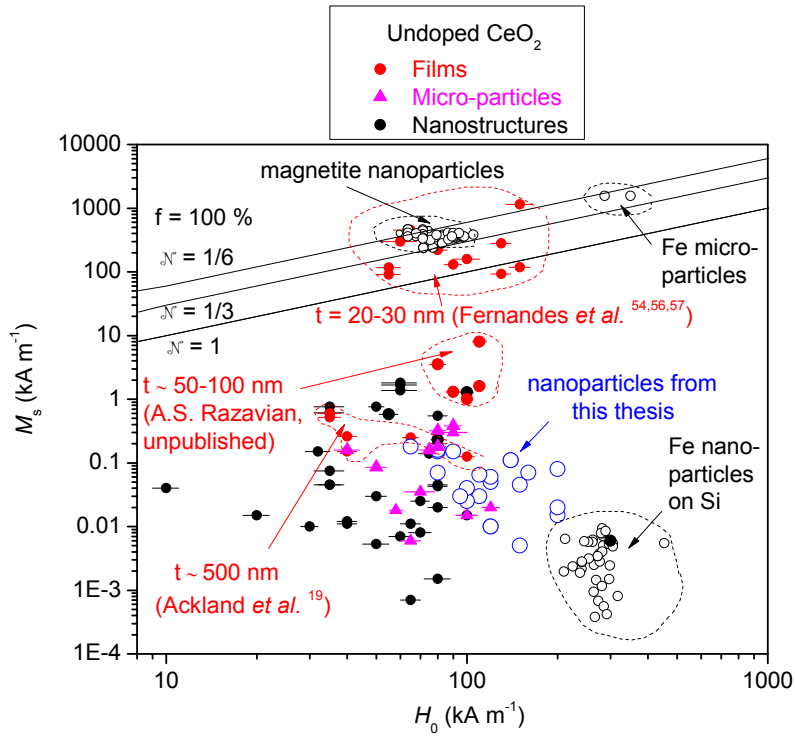 Undoped CeO₂
Films
Micro-particles
Nanostructures
10000
1000
100
10
1
0.1
0.01
1E-3
1E-4
Mₛ (kA m⁻¹)
magnetite nanoparticles
f = 100 %
𝒩 = 1/6
𝒩 = 1/3
𝒩 = 1
Fe micro-
particles
t = 20-30 nm (Fernandes et al. ⁵⁴,⁵⁶,⁵⁷)
t ~ 50-100 nm
(A.S. Razavian,
unpublished)
nanoparticles from
this thesis
Fe nano-
particles
on Si
t ~ 500 nm
(Ackland et al. ¹⁹)
10
100
1000
H₀ (kA m⁻¹)